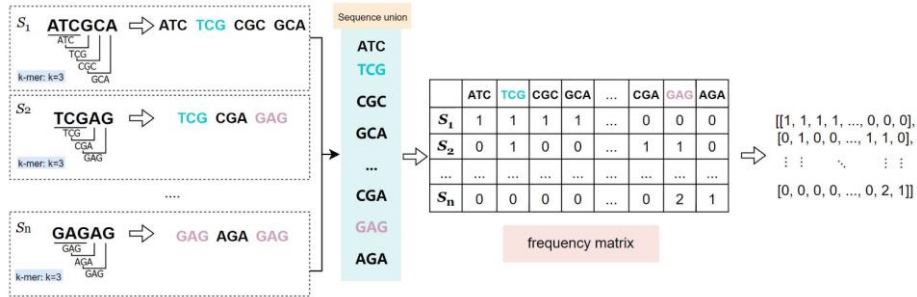 S1 ATCGCA ATC TCG CGC GCA
ATC
TCG
CGC
GCA
k-mer: k=3
S2 TCGAG TCG CGA GAG
TCG
CGA
GAG
k-mer: k=3
....
Sn GAGAG GAG AGA GAG
GAG
AGA
GAG
k-mer: k=3
Sequence union
ATC
TCG
CGC
GCA
...
CGA
GAG
AGA
ATC TCG CGC GCA ... CGA GAG AGA
S1 1 1 1 1 ... 0 0 0
S2 0 1 0 0 ... 1 1 0
... ... ... ... ... ... ... ... ...
Sn 0 0 0 0 ... 0 2 1
frequency matrix
[[1, 1, 1, 1, ..., 0, 0, 0],
[0, 1, 0, 0, ..., 1, 1, 0],
⋮ ⋮ ⋱ ⋮ ⋮
[0, 0, 0, 0, ..., 0, 2, 1]]